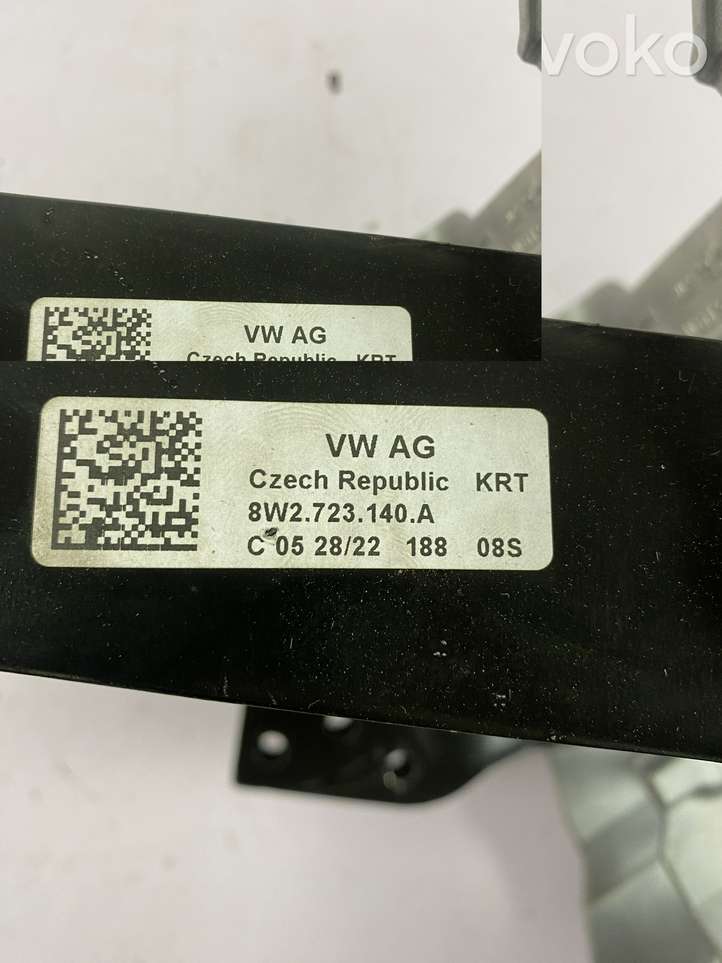 voko
VW AG
Czech Republic KRT
VW AG
Czech Republic KRT
8W2.723.140.A
C 05 28/22 188 08S